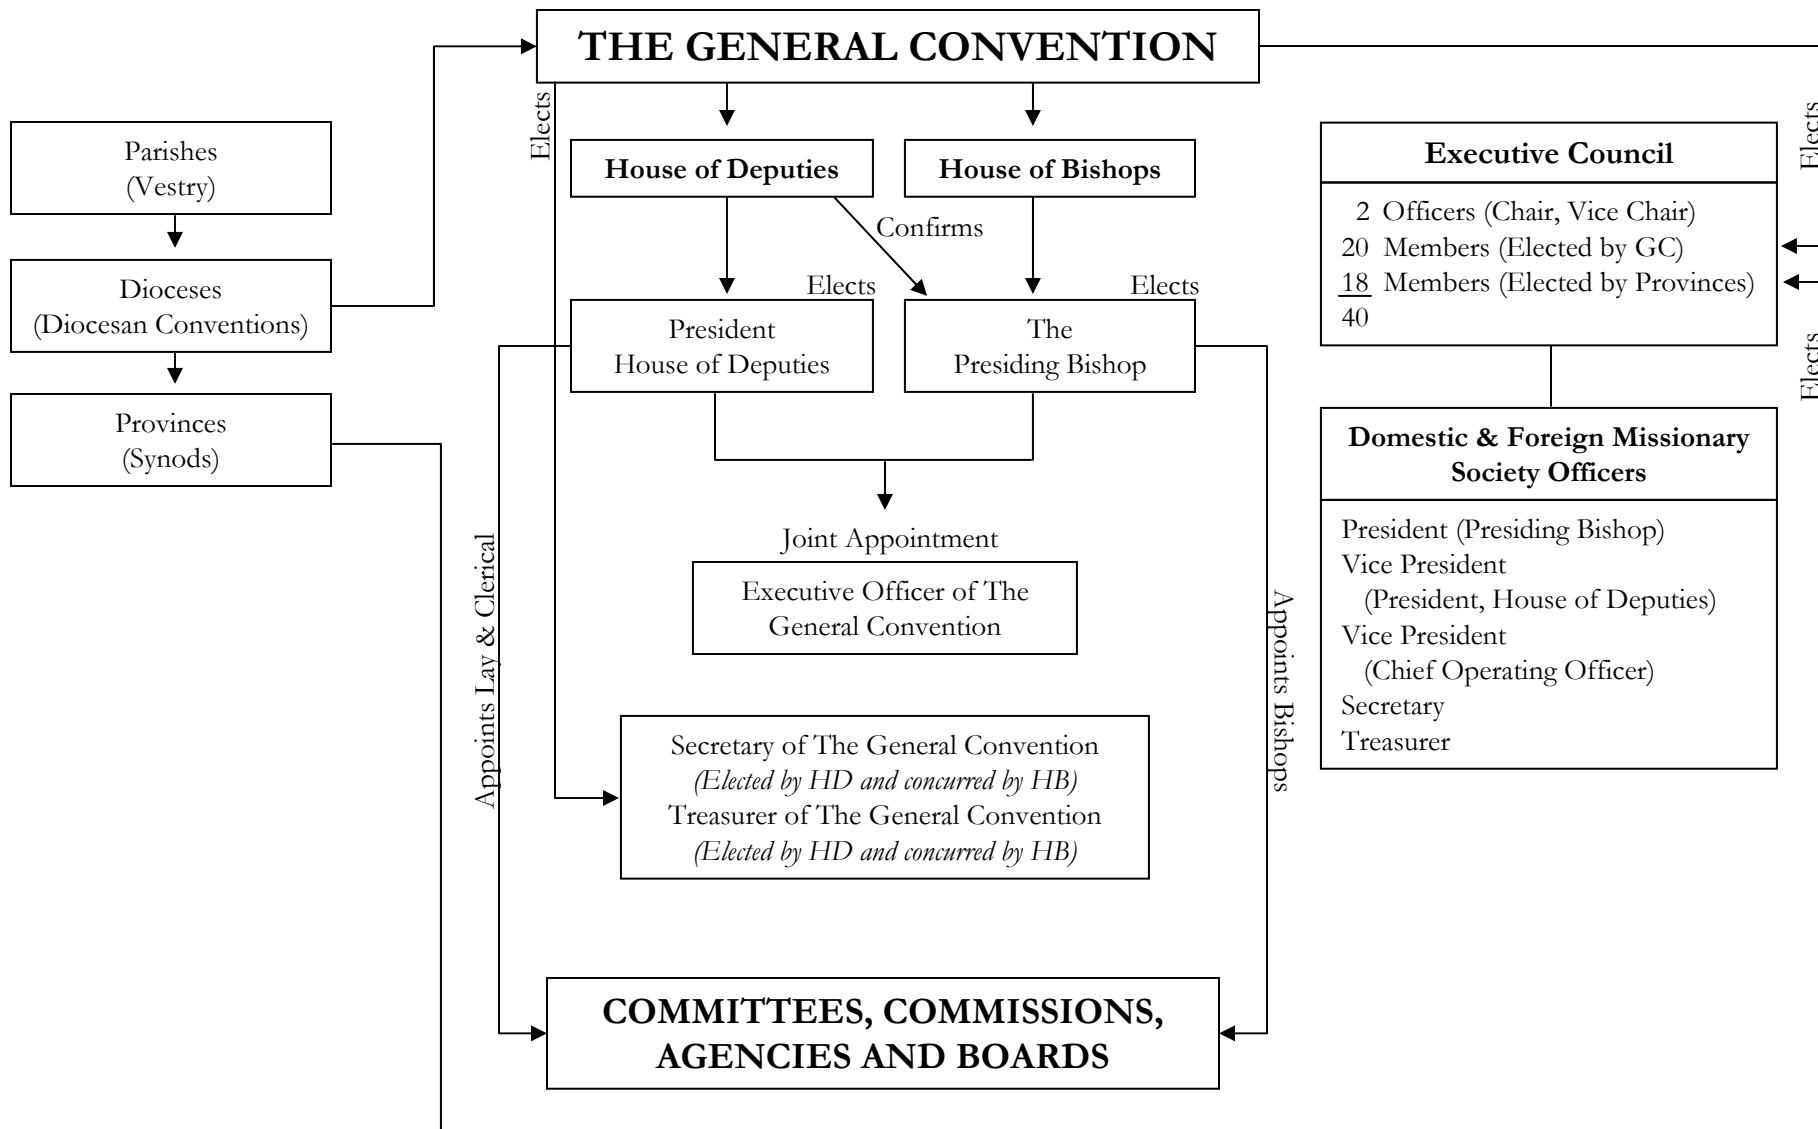 THE GENERAL CONVENTION
Elects
Elects
Parishes
(Vestry)
Dioceses
(Diocesan Conventions)
Provinces
(Synods)
House of Deputies
House of Bishops
Confirms
Elects
Elects
President
House of Deputies
The
Presiding Bishop
Joint Appointment
Executive Officer of The
General Convention
Appoints Lay & Clerical
Appoints Bishops
Secretary of The General Convention
(Elected by HD and concurred by HB)
Treasurer of The General Convention
(Elected by HD and concurred by HB)
COMMITTEES, COMMISSIONS,
AGENCIES AND BOARDS
Executive Council
2 Officers (Chair, Vice Chair)
20 Members (Elected by GC)
18 Members (Elected by Provinces)
40
Elects
Domestic & Foreign Missionary
Society Officers
President (Presiding Bishop)
Vice President
(President, House of Deputies)
Vice President
(Chief Operating Officer)
Secretary
Treasurer